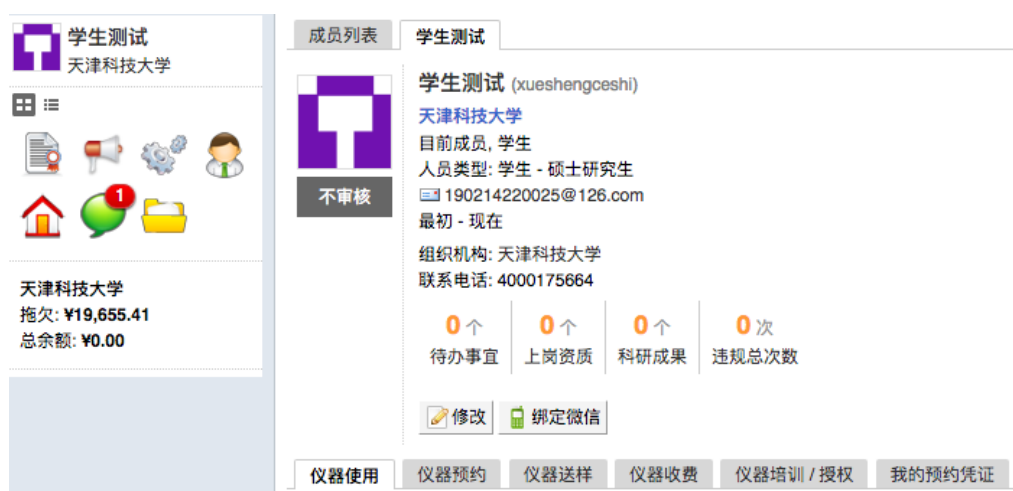 学生测试
天津科技大学
1
天津科技大学
拖欠: ¥19,655.41
总余额: ¥0.00
成员列表 学生测试
不审核
学生测试 (xueshengceshi)
天津科技大学
目前成员, 学生
人员类型: 学生 - 硕士研究生
190214220025@126.com
最初 - 现在
组织机构: 天津科技大学
联系电话: 4000175664
0 个 0 个 0 个 0 次
待办事宜 上岗资质 科研成果 违规总次数
修改 绑定微信
仪器使用 仪器预约 仪器送样 仪器收费 仪器培训 / 授权 我的预约凭证